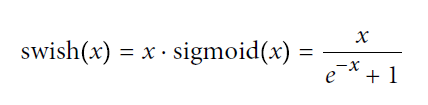 swish(x) = x · sigmoid(x) = x / (e^{-x} + 1)